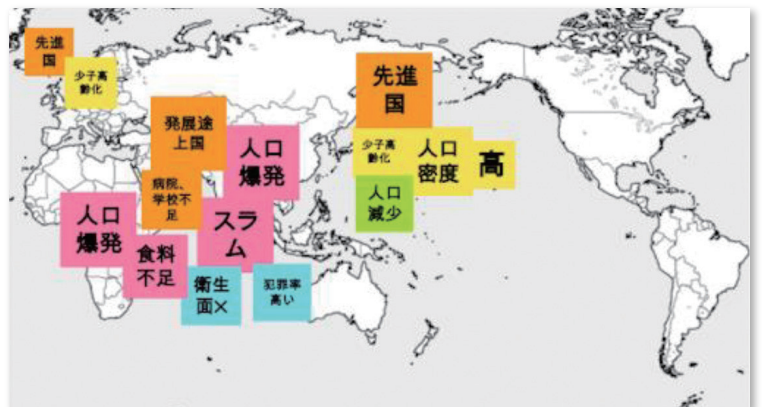 先進
国
少子高
齢化
発展途
上国
人口
爆発
病院、
学校不
足
人口
爆発
スラ
ム
食料
不足
衛生
面×
犯罪率
高い
先進
国
少子高
齢化
人口
密度
高
人口
減少